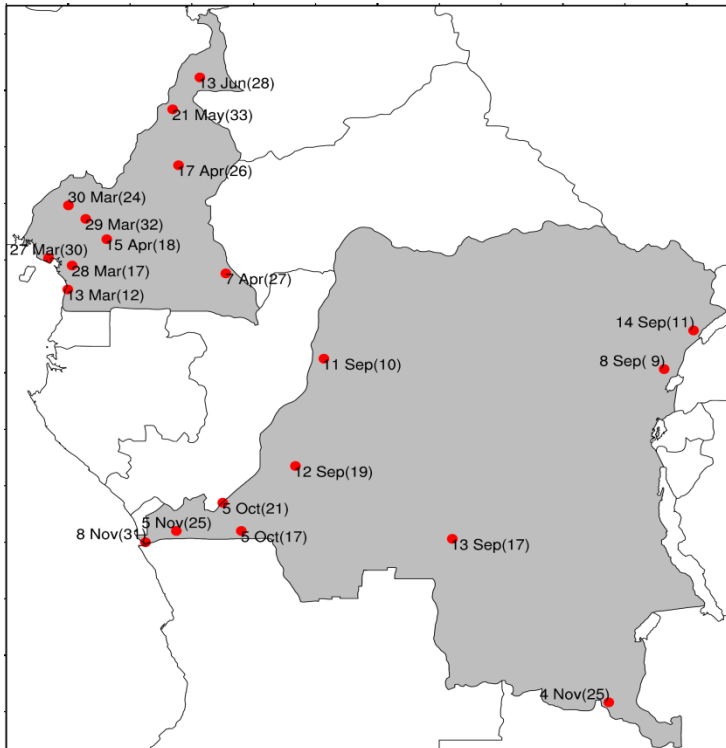 13 Jun(28)
21 May(33)
17 Apr(26)
30 Mar(24)
29 Mar(32)
15 Apr(18)
27 Mar(30)
28 Mar(17)
7 Apr(27)
13 Mar(12)
14 Sep(11)
11 Sep(10)
8 Sep( 9)
12 Sep(19)
5 Oct(21)
5 Nov(25)
8 Nov(31)
5 Oct(17)
13 Sep(17)
4 Nov(25)